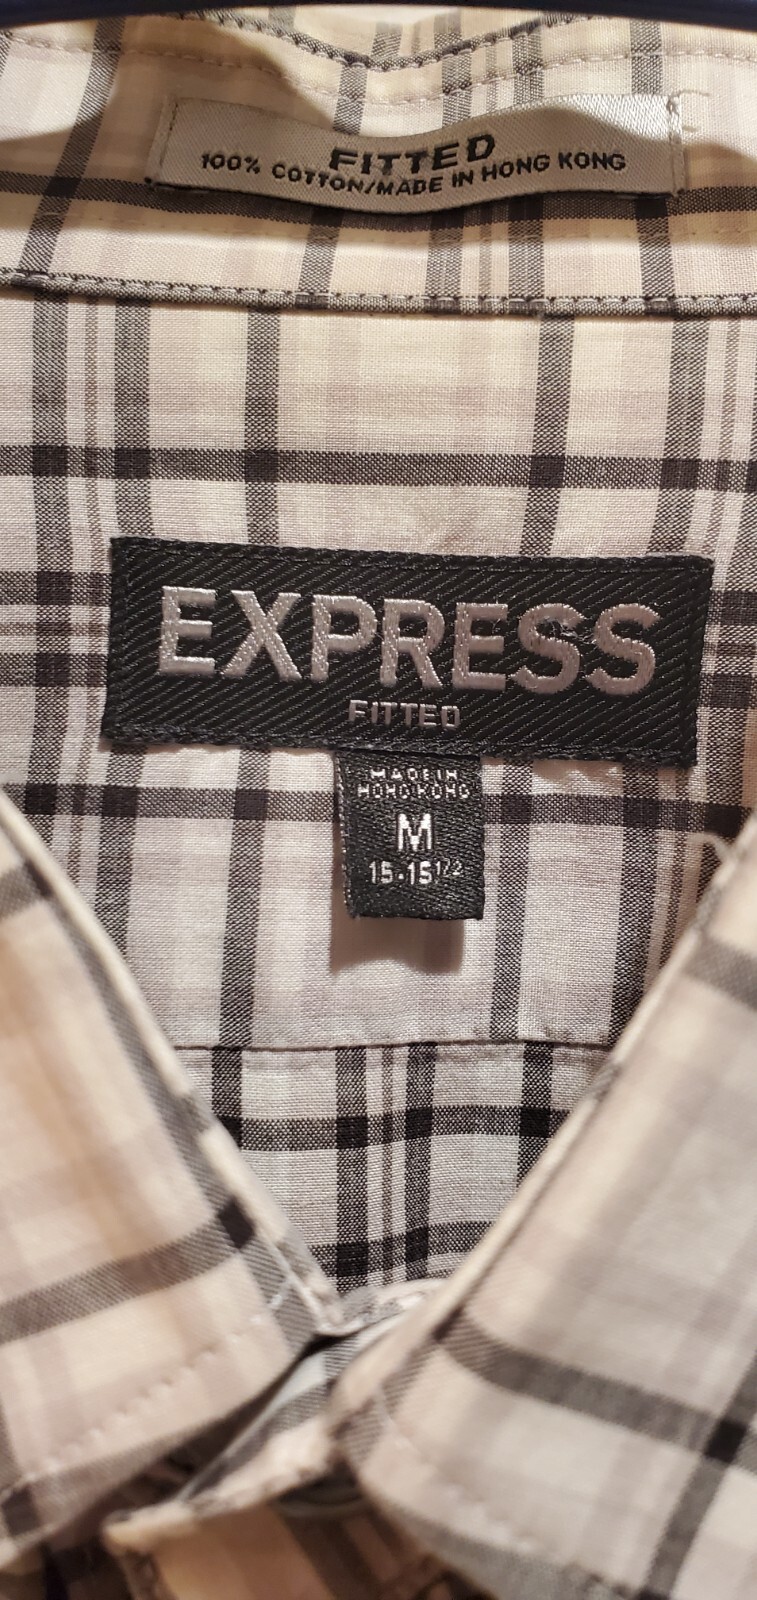 FITTED
100% COTTON/MADE IN HONG KONG
EXPRESS
FITTED
MADE IN
HONG KONG
M
15-15 1/2